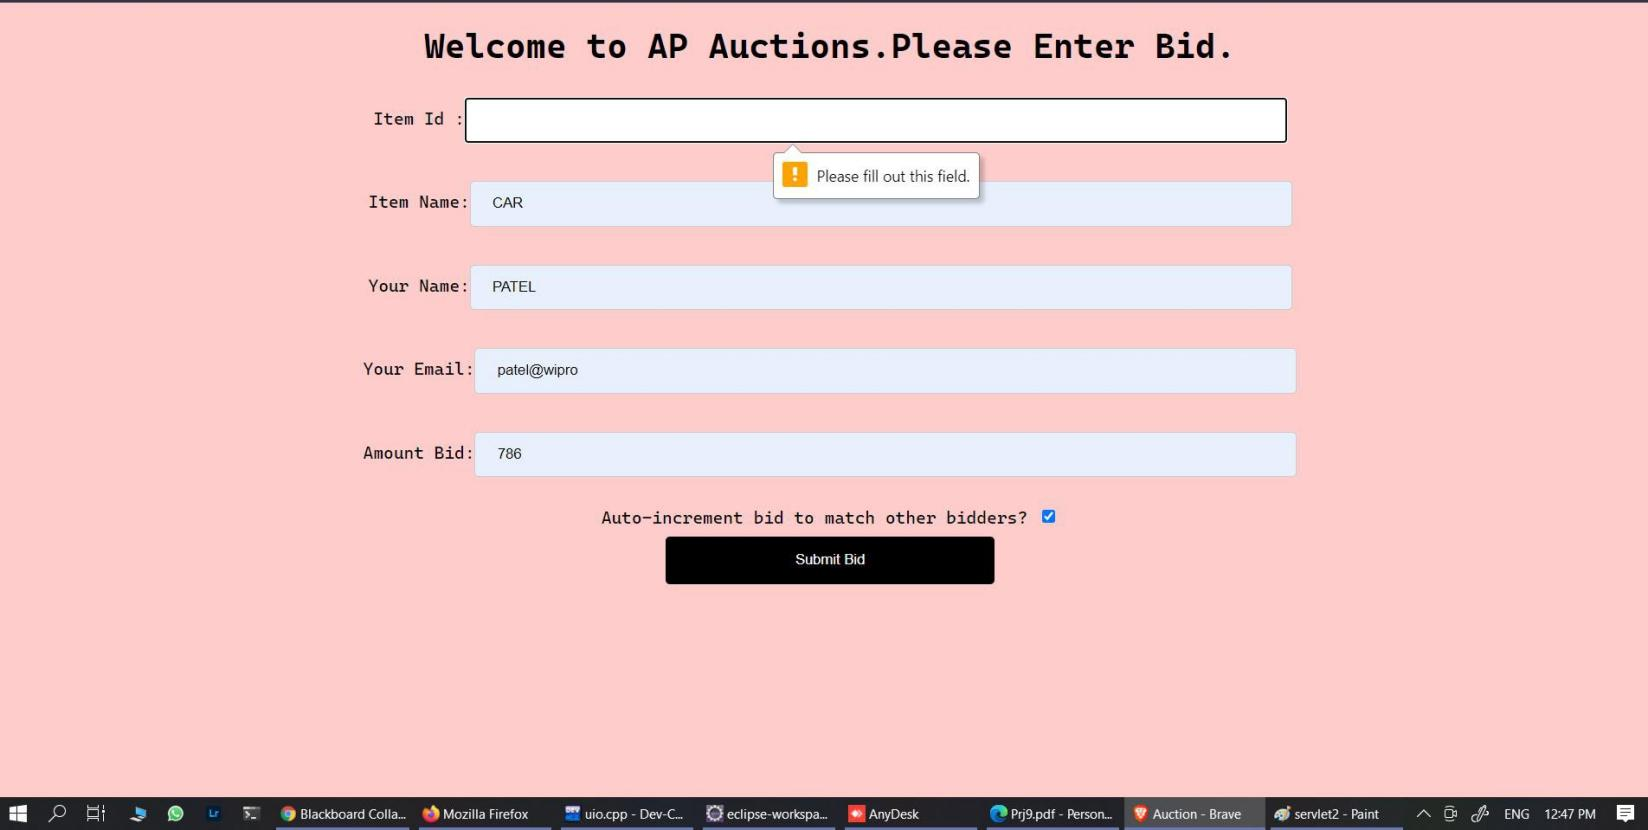 Welcome to AP Auctions.Please Enter Bid.
Item Id :
Please fill out this field.
Item Name: CAR
Your Name: PATEL
Your Email: patel@wipro
Amount Bid: 786
Auto-increment bid to match other bidders?
Submit Bid
Lr Blackboard Colla... Mozilla Firefox DEV uio.cpp - Dev-C... eclipse-workspa... AnyDesk Prj9.pdf - Person... Auction - Brave servlet2 - Paint ENG 12:47 PM